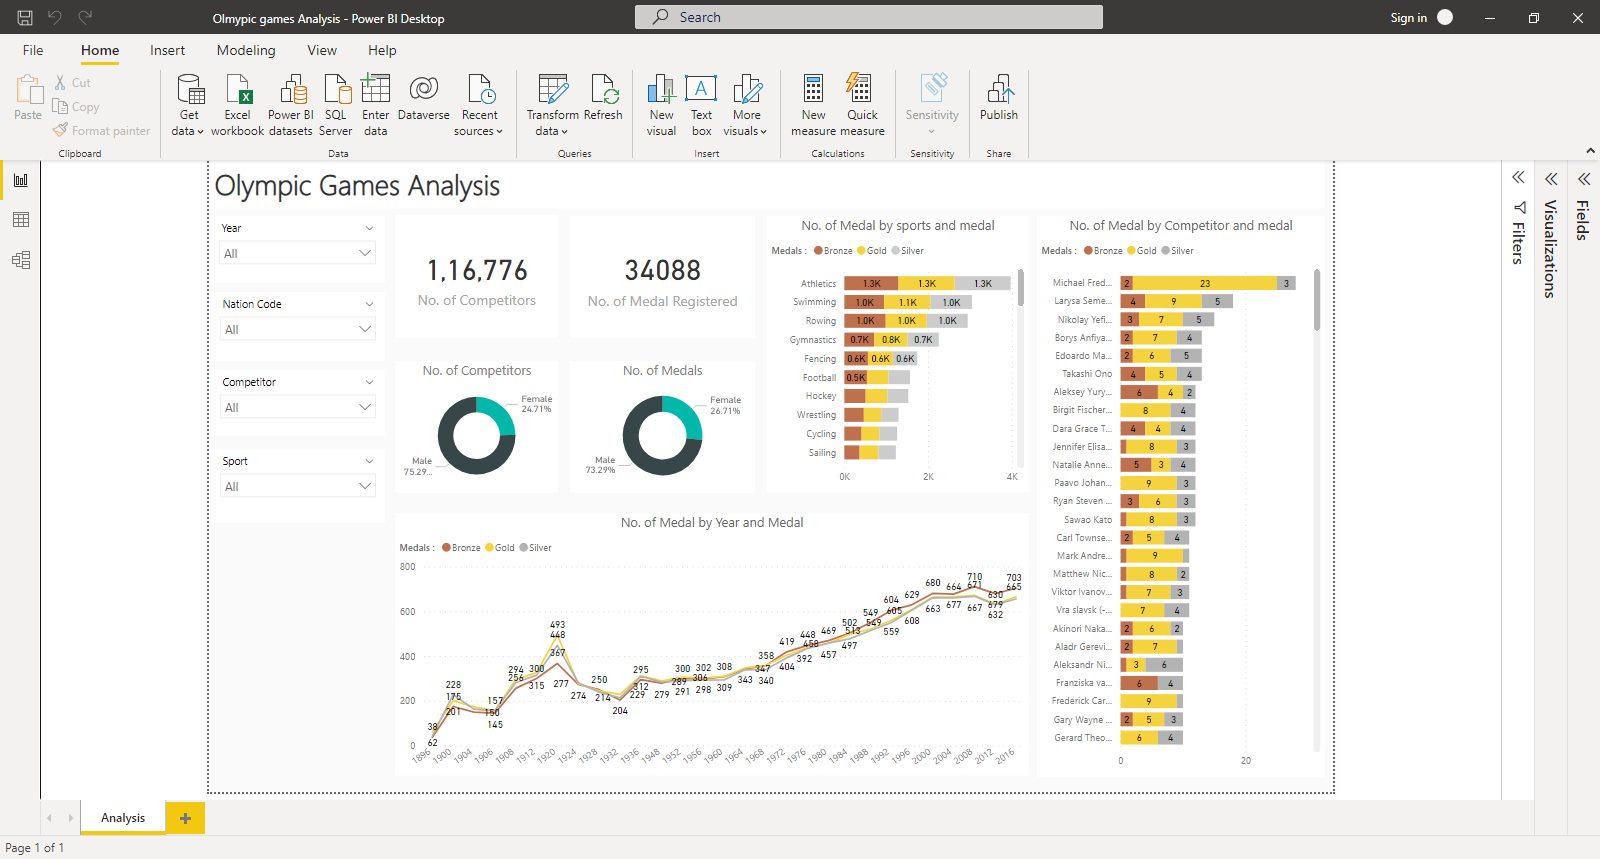 Olmypic games Analysis - Power BI Desktop
Search
Sign in
File Home Insert Modeling View Help
Paste
Cut
Copy
Format painter
Clipboard
Get data
Excel workbook
Power BI datasets
SQL Server
Enter data
Dataverse
Recent sources
Data
Transform data
Refresh
Queries
New visual
Text box
More visuals
Insert
New measure
Quick measure
Calculations
Sensitivity
Sensitivity
Publish
Share
Olympic Games Analysis
Year
All
Nation Code
All
Competitor
All
Sport
All
1,16,776
No. of Competitors
34088
No. of Medal Registered
No. of Competitors
Female
24.71%
Male
75.29...
No. of Medals
Female
26.71%
Male
73.29%
No. of Medal by sports and medal
Medals : Bronze Gold Silver
Athletics 1.3K 1.3K 1.3K
Swimming 1.0K 1.1K 1.0K
Rowing 1.0K 1.0K 1.0K
Gymnastics 0.7K 0.8K 0.7K
Fencing 0.6K 0.6K 0.6K
Football 0.5K
Hockey
Wrestling
Cycling
Sailing
0K 2K 4K
No. of Medal by Competitor and medal
Medals : Bronze Gold Silver
Michael Fred... 2 23 3
Larysa Seme... 4 9 5
Nikolay Yefi... 3 7 5
Borys Anfiya... 2 7 4
Edoardo Ma... 2 6 5
Takashi Ono 4 5 4
Aleksey Yury... 6 4 2
Birgit Fischer... 8 4
Dara Grace T... 4 4 4
Jennifer Elisa... 8 3
Natalie Anne... 5 3 4
Paavo Johan... 9 3
Ryan Steven ... 3 6 3
Sawao Kato 8 3
Carl Townse... 2 5 4
Mark Andre... 9
Matthew Nic... 8 2
Viktor Ivanov... 7 3
Vra slavsk (-... 7 4
Akinori Naka... 2 6 2
Aladr Gerevi... 2 7
Aleksandr Ni... 3 6
Franziska va... 6 4
Frederick Car... 9
Gary Wayne ... 2 5 3
Gerard Theo... 6 4
0 20
No. of Medal by Year and Medal
Medals : Bronze Gold Silver
800
600
400
200
0
38 62 228 175 201 157 150 145 294 256 300 315 493 448 367 277 274 250 214 204 295 312 229 279 300 289 291 302 306 298 308 309 343 358 347 340 419 404 448 458 392 469 457 502 513 497 549 549 604 605 559 629 608 680 663 664 677 710 671 667 630 679 632 703 665
1896 1900 1904 1906 1908 1912 1920 1924 1928 1932 1936 1948 1952 1956 1960 1964 1968 1972 1976 1980 1984 1988 1992 1996 2000 2004 2008 2012 2016
Filters
Visualizations
Fields
Analysis
Page 1 of 1